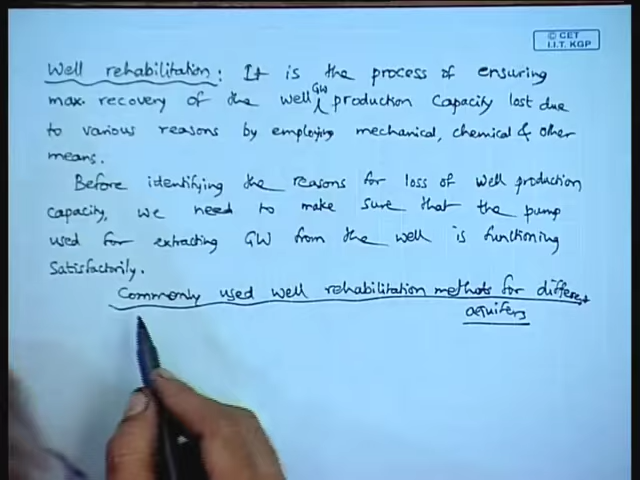 © CET
I.I.T. KGP
Well rehabilitation: It is the process of ensuring
GW
max. recovery of the well production capacity lost due
to various reasons by employing mechanical, chemical & other
means.
Before identifying the reasons for loss of well production
capacity, we need to make sure that the pump
used for extracting GW from the well is functioning
satisfactorily.
Commonly used well rehabilitation methods for different
aquifers